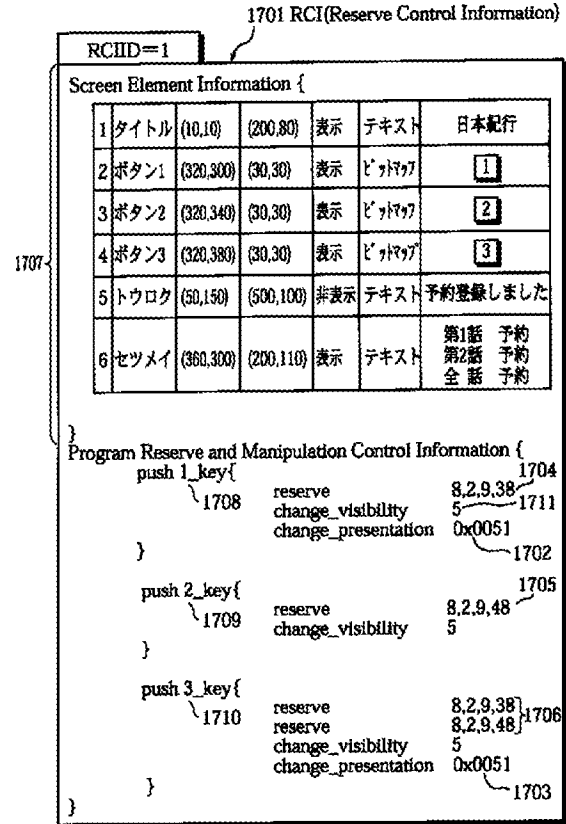 1701 RCI(Reserve Control Information)
RCIID=1
Screen Element Information {
1 タイトル (10,10) (200,80) 表示 テキスト 日本紀行
2 ボタン1 (320,300) (30,30) 表示 ビットマップ 1
3 ボタン2 (320,340) (30,30) 表示 ビットマップ 2
4 ボタン3 (320,380) (30,30) 表示 ビットマップ 3
1707
5 トウロク (50,150) (500,100) 非表示 テキスト 予約登録しました
6 セツメイ (360,300) (200,110) 表示 テキスト 第1話 予約
第2話 予約
全 話 予約
}
Program Reserve and Manipulation Control Information {
push 1_key{ 1704
1708 reserve 8,2,9,38
change_visibility 5 1711
change_presentation 0x0051
} 1702
push 2_key{ 1705
1709 reserve 8,2,9,48
change_visibility 5
}
push 3_key{
1710 reserve 8,2,9,38
reserve 8,2,9,48 } 1706
change_visibility 5
change_presentation 0x0051
} 1703
}